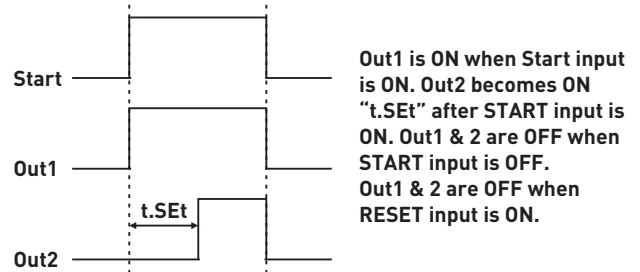 Start
Out1
t.SEt
Out2
Out1 is ON when Start input
is ON. Out2 becomes ON
“t.SEt” after START input is
ON. Out1 & 2 are OFF when
START input is OFF.
Out1 & 2 are OFF when
RESET input is ON.